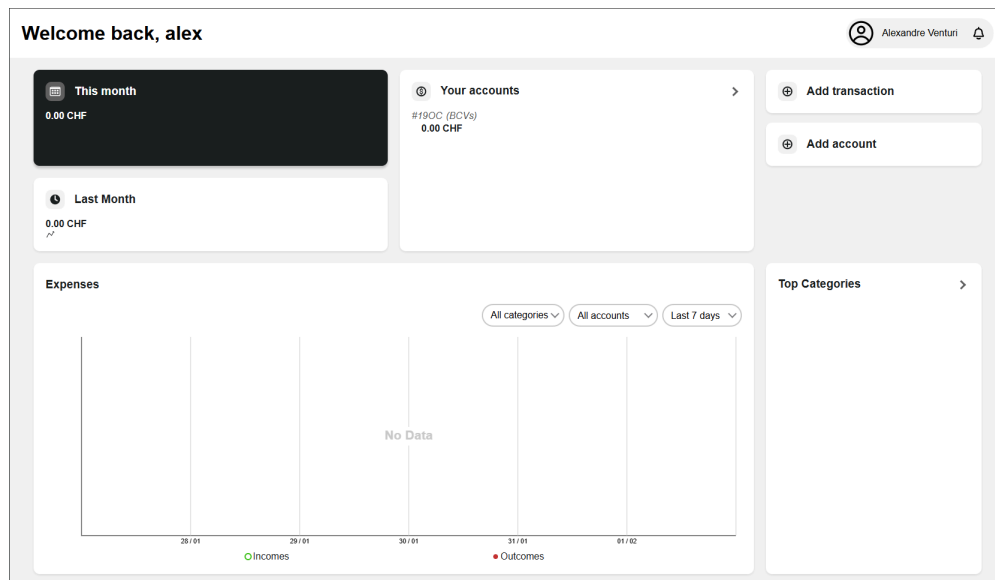 Welcome back, alex
Alexandre Venturi
This month
0.00 CHF
Your accounts
#19OC (BCVs)
0.00 CHF
Add transaction
Add account
Last Month
0.00 CHF
Expenses
All categories
All accounts
Last 7 days
No Data
28 / 01
29 / 01
30 / 01
31 / 01
01 / 02
Incomes
Outcomes
Top Categories